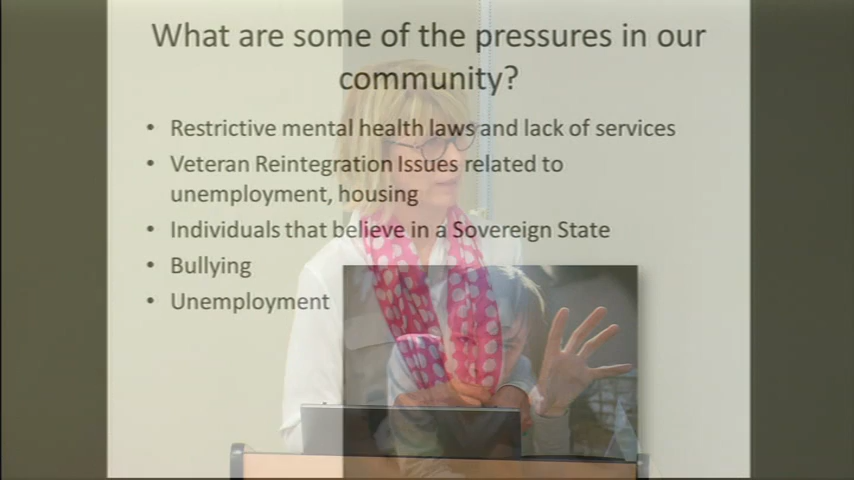 What are some of the pressures in our
community?
• Restrictive mental health laws and lack of services
• Veteran Reintegration Issues related to
unemployment, housing
• Individuals that believe in a Sovereign State
• Bullying
• Unemployment